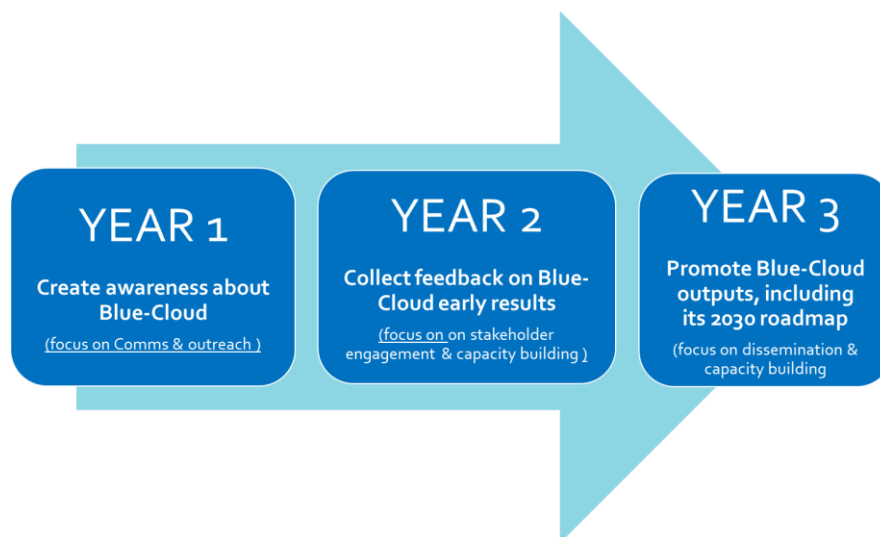 YEAR 1
Create awareness about
Blue-Cloud
(focus on Comms & outreach )
YEAR 2
Collect feedback on Blue-
Cloud early results
(focus on on stakeholder
engagement & capacity building )
YEAR 3
Promote Blue-Cloud
outputs, including
its 2030 roadmap
(focus on dissemination &
capacity building